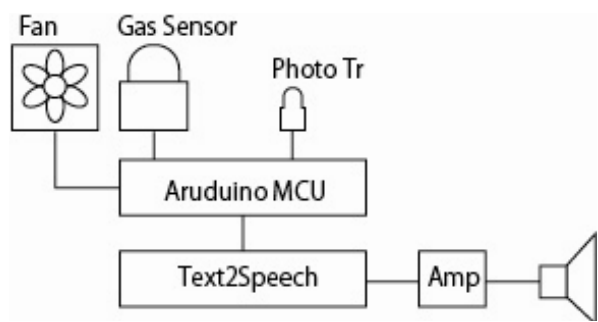 Fan
Gas Sensor
Photo Tr
Aruduino MCU
Text2Speech
Amp